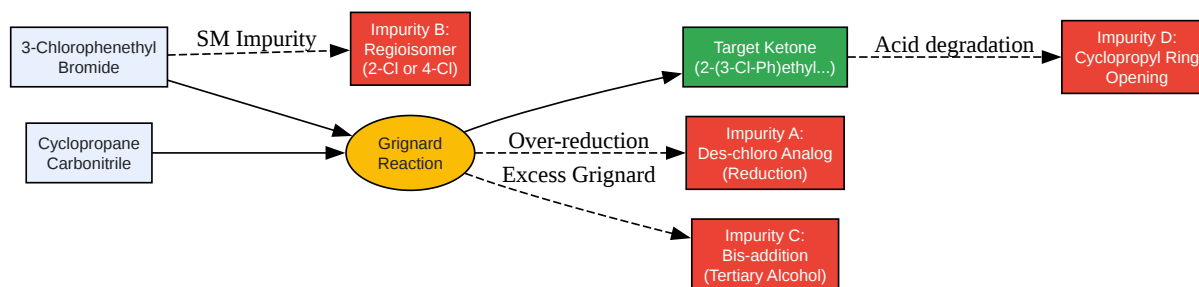 3-Chlorophenethyl
Bromide
SM Impurity
Impurity B:
Regioisomer
(2-Cl or 4-Cl)
Target Ketone
(2-(3-Cl-Ph)ethyl...)
Acid degradation
Impurity D:
Cyclopropyl Ring
Opening
Cyclopropane
Carbonitrile
Grignard
Reaction
Over-reduction
Excess Grignard
Impurity A:
Des-chloro Analog
(Reduction)
Impurity C:
Bis-addition
(Tertiary Alcohol)